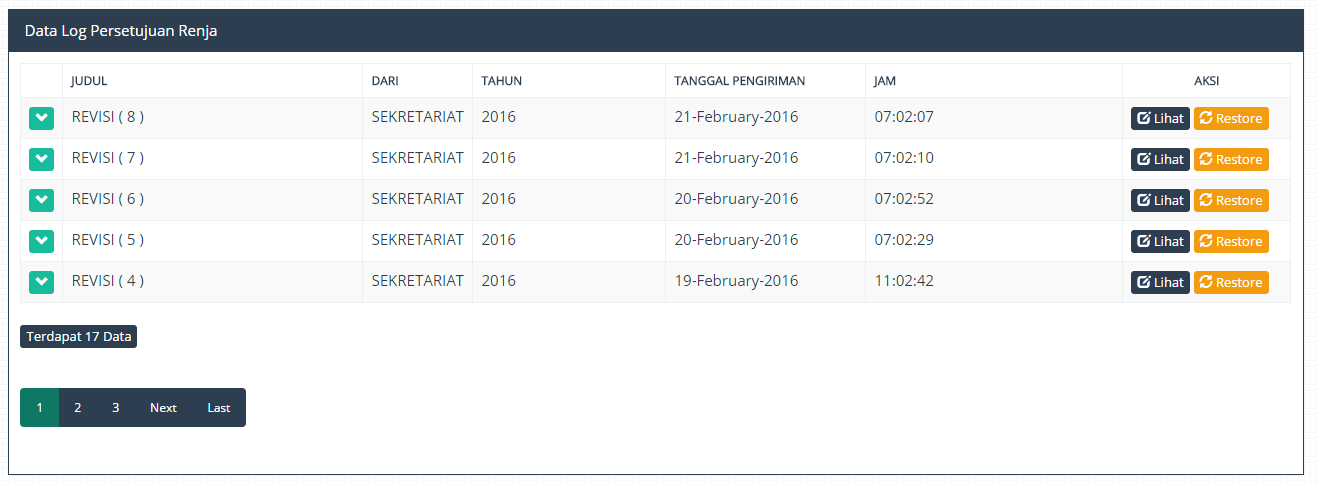 Data Log Persetujuan Renja
JUDUL DARI TAHUN TANGGAL PENGIRIMAN JAM AKSI
REVISI ( 8 ) SEKRETARIAT 2016 21-February-2016 07:02:07 Lihat Restore
REVISI ( 7 ) SEKRETARIAT 2016 21-February-2016 07:02:10 Lihat Restore
REVISI ( 6 ) SEKRETARIAT 2016 20-February-2016 07:02:52 Lihat Restore
REVISI ( 5 ) SEKRETARIAT 2016 20-February-2016 07:02:29 Lihat Restore
REVISI ( 4 ) SEKRETARIAT 2016 19-February-2016 11:02:42 Lihat Restore
Terdapat 17 Data
1 2 3 Next Last